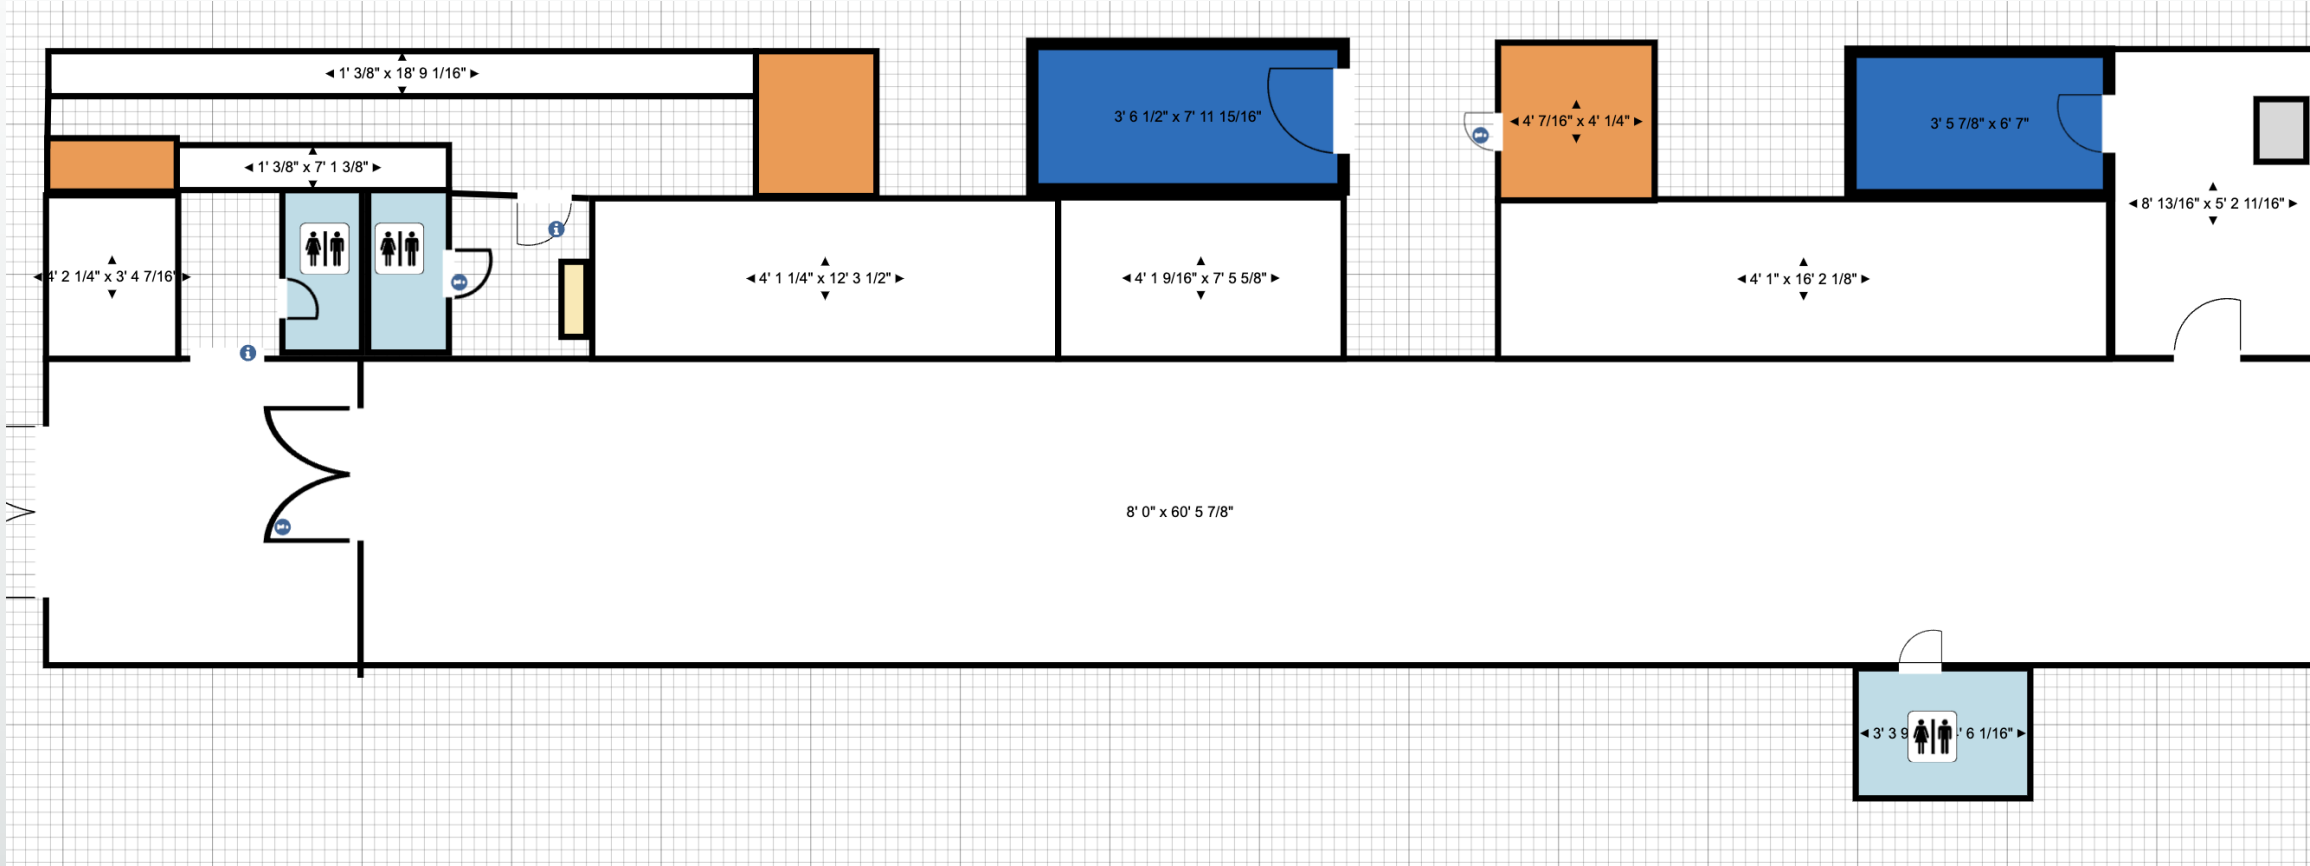 1' 3/8" x 18' 9 1/16"
3' 6 1/2" x 7' 11 15/16"
4' 7/16" x 4' 1/4"
3' 5 7/8" x 6' 7"
1' 3/8" x 7' 1 3/8"
8' 13/16" x 5' 2 11/16"
4' 2 1/4" x 3' 4 7/16"
4' 1 1/4" x 12' 3 1/2"
4' 1 9/16" x 7' 5 5/8"
4' 1" x 16' 2 1/8"
8' 0" x 60' 5 7/8"
3' 3 9 ' 6 1/16"